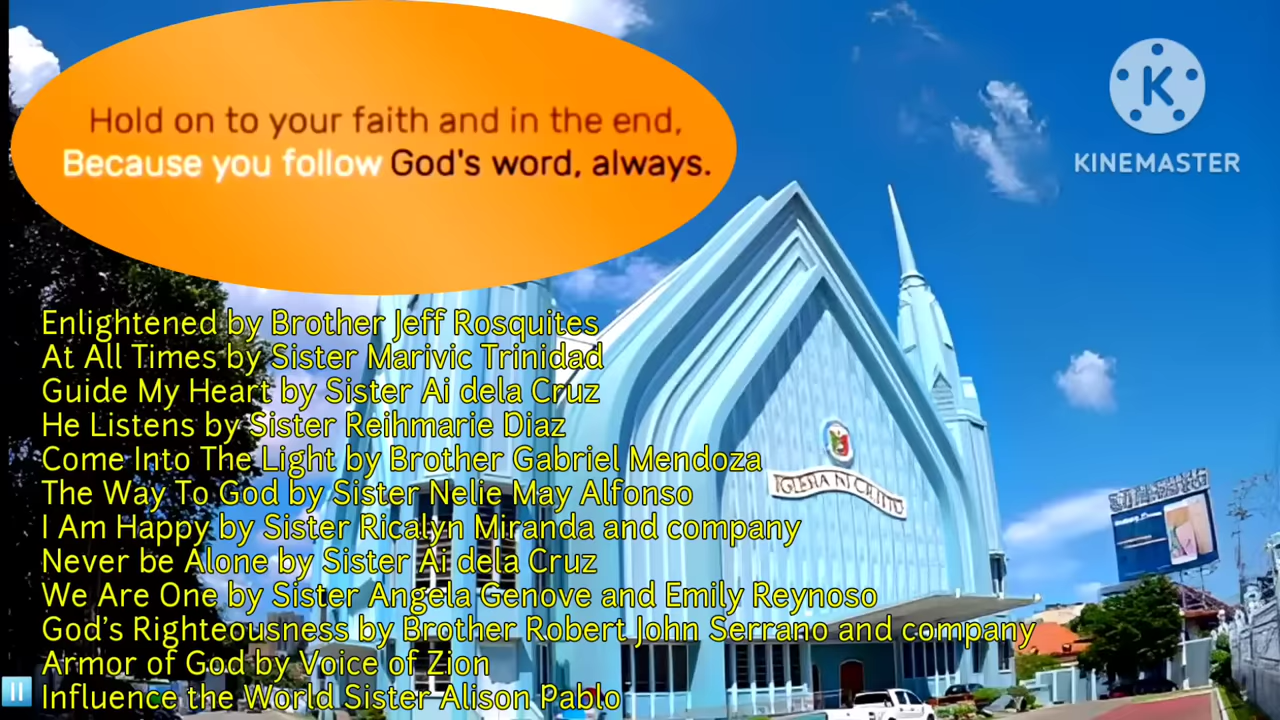 Hold on to your faith and in the end,
Because you follow God's word, always.
K
KINEMASTER
Enlightened by Brother Jeff Rosquites
At All Times by Sister Marivic Trinidad
Guide My Heart by Sister Ai dela Cruz
He Listens by Sister Reihmarie Diaz
Come Into The Light by Brother Gabriel Mendoza
The Way To God by Sister Nelie May Alfonso
I Am Happy by Sister Ricalyn Miranda and company
Never be Alone by Sister Ai dela Cruz
We Are One by Sister Angela Genove and Emily Reynoso
God’s Righteousness by Brother Robert John Serrano and company
Armor of God by Voice of Zion
Influence the World Sister Alison Pablo
IGLESIA NI CRISTO